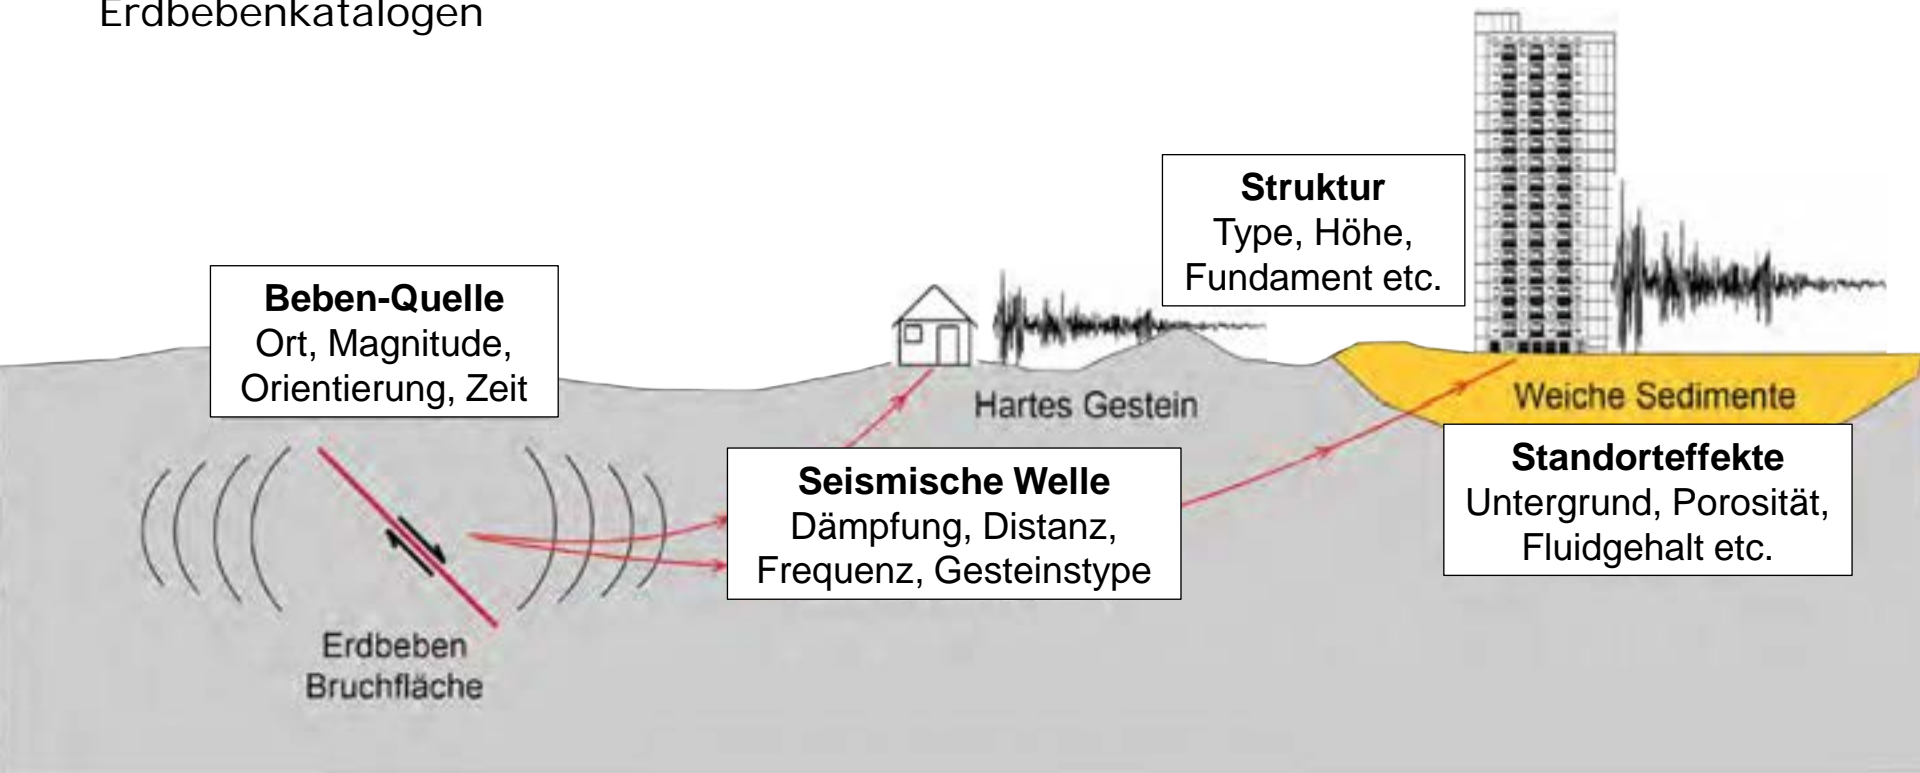 Erdbebenkatalogen
Struktur
Type, Höhe,
Fundament etc.
Beben-Quelle
Ort, Magnitude,
Orientierung, Zeit
Hartes Gestein
Weiche Sedimente
Seismische Welle
Dämpfung, Distanz,
Frequenz, Gesteinstype
Standorteffekte
Untergrund, Porosität,
Fluidgehalt etc.
Erdbeben
Bruchfläche